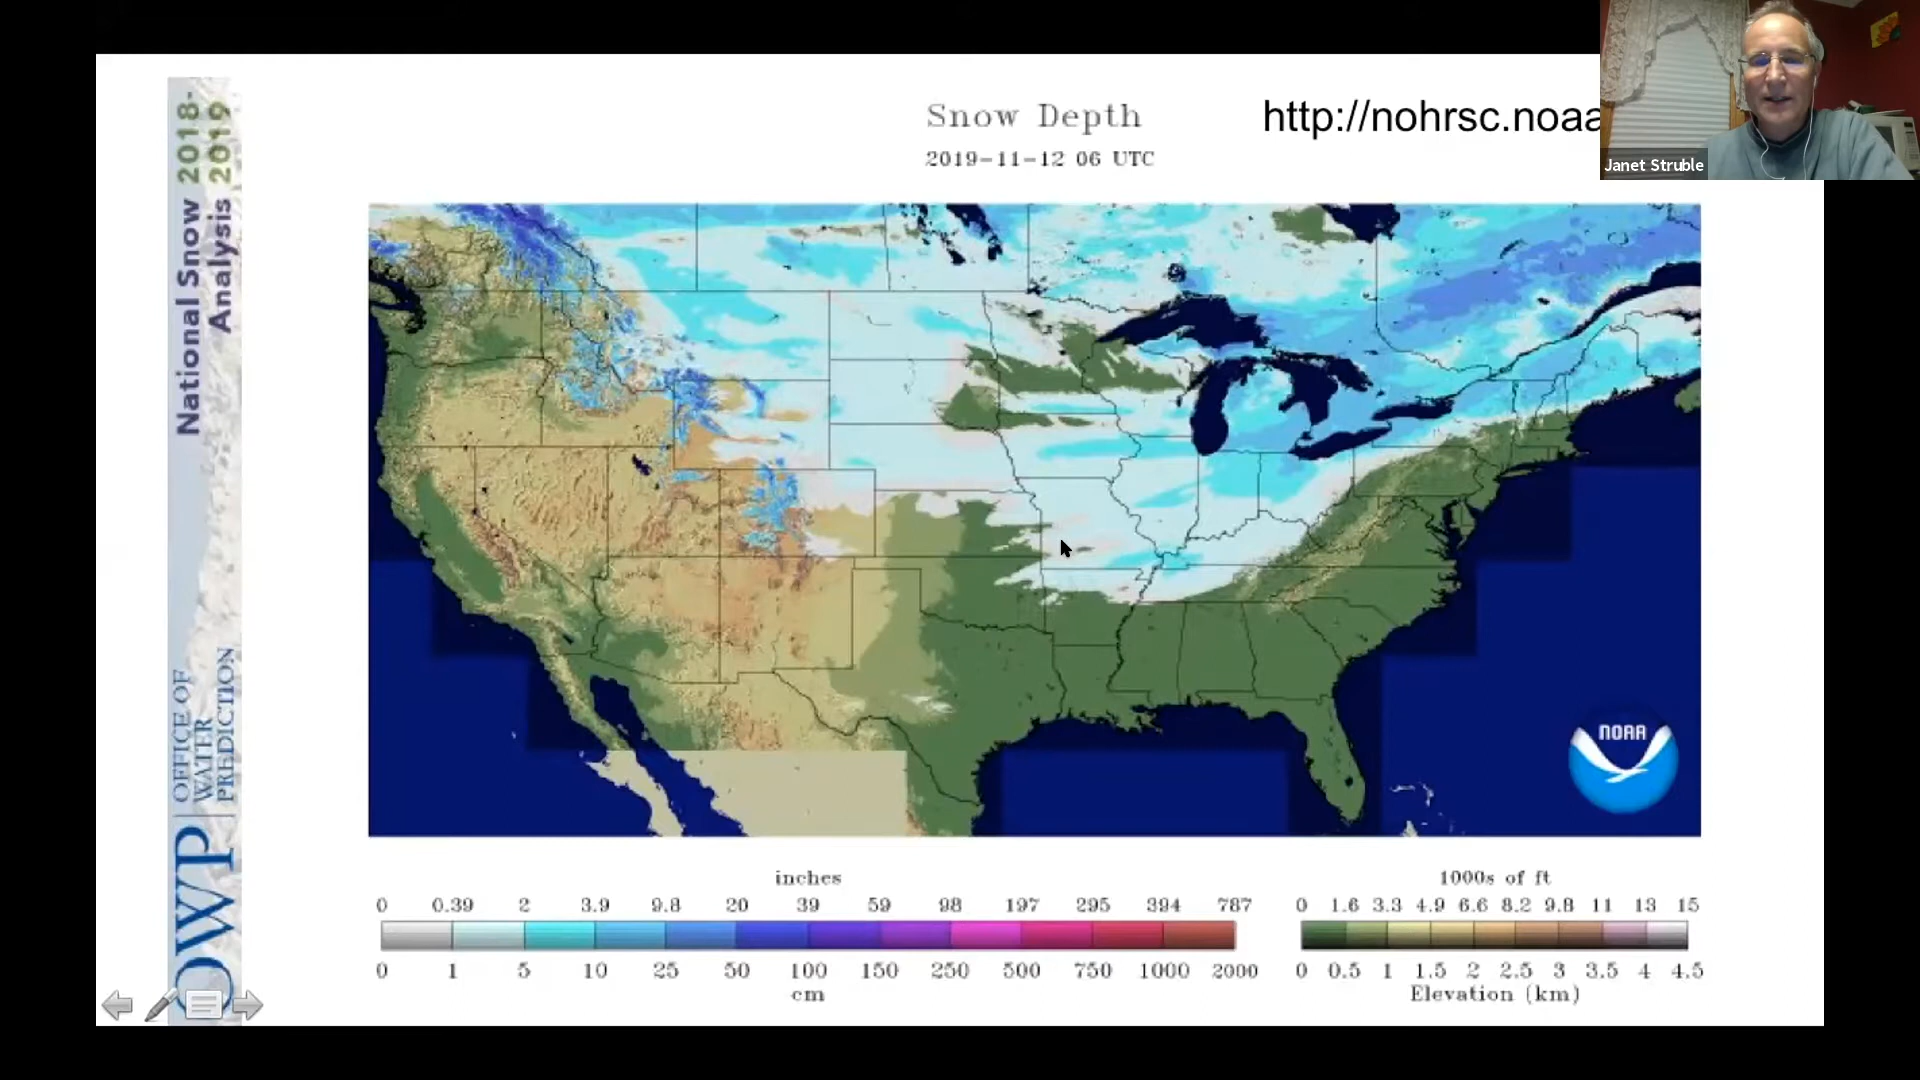 National Snow 2018-
Analysis 2019
OFFICE OF
WATER
PREDICTION
OWP
Snow Depth
2019-11-12 06 UTC
http://nohrsc.noaa
Janet Struble
NOAA
inches
0 0.39 2 3.9 9.8 20 39 59 98 197 295 394 787
0 1 5 10 25 50 100 150 250 500 750 1000 2000
cm
1000s of ft
0 1.6 3.3 4.9 6.6 8.2 9.8 11 13 15
0 0.5 1 1.5 2 2.5 3 3.5 4 4.5
Elevation (km)